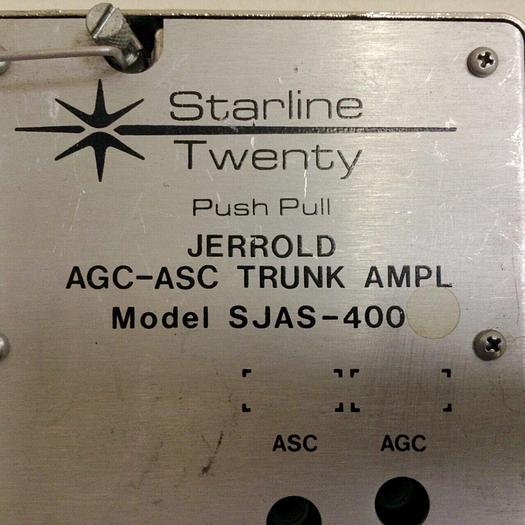 Starline
Twenty
Push Pull
JERROLD
AGC-ASC TRUNK AMPL
Model SJAS-400
ASC AGC